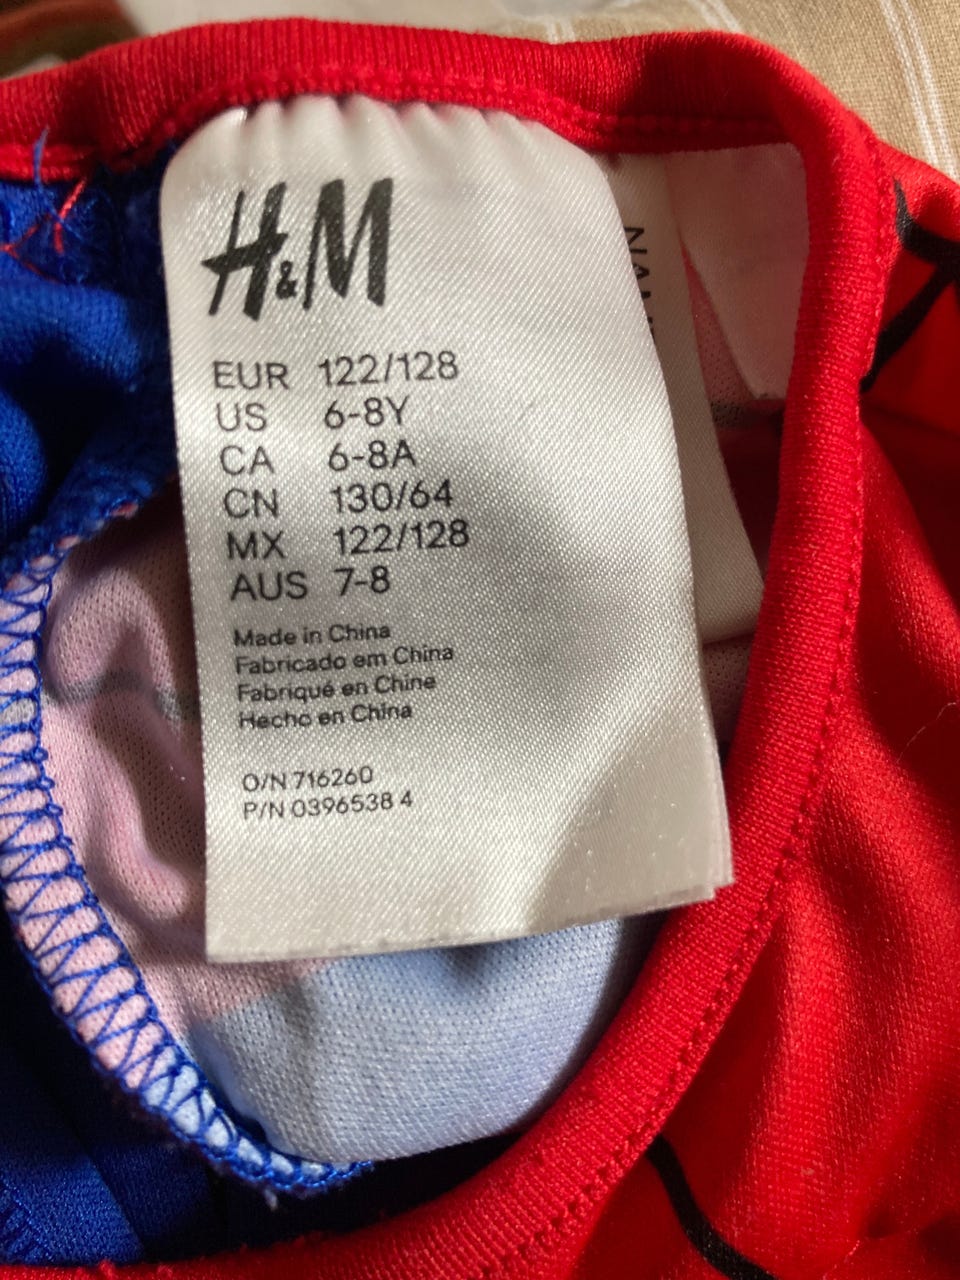 H&M
EUR 122/128
US 6-8Y
CA 6-8A
CN 130/64
MX 122/128
AUS 7-8
Made in China
Fabricado em China
Fabriqué en Chine
Hecho en China
O/N 716260
P/N 0396538 4